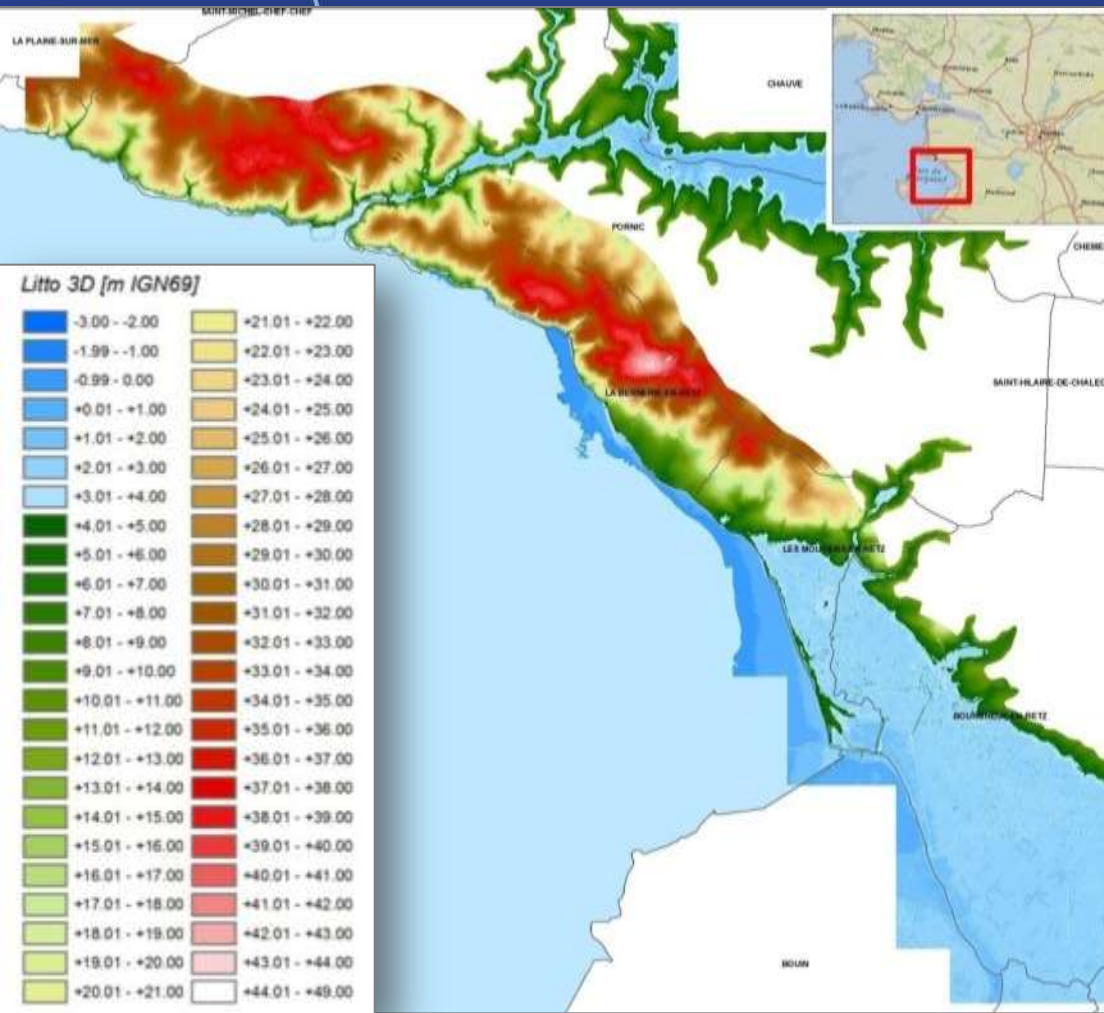 SAINT-MICHEL-CHEF-CHEF
LA PLAINE-SUR-MER
CHAUVE
PORNIC
CHEME
SAINT-HILAIRE-DE-CHALEO
LA BERNERIE-EN-RETZ
LES MOUTIERS-EN-RETZ
BOURGNEUF-EN-RETZ
BOUIN
Litto 3D [m IGN69]
-3.00 - -2.00
-1.99 - -1.00
-0.99 - 0.00
+0.01 - +1.00
+1.01 - +2.00
+2.01 - +3.00
+3.01 - +4.00
+4.01 - +5.00
+5.01 - +6.00
+6.01 - +7.00
+7.01 - +8.00
+8.01 - +9.00
+9.01 - +10.00
+10.01 - +11.00
+11.01 - +12.00
+12.01 - +13.00
+13.01 - +14.00
+14.01 - +15.00
+15.01 - +16.00
+16.01 - +17.00
+17.01 - +18.00
+18.01 - +19.00
+19.01 - +20.00
+20.01 - +21.00
+21.01 - +22.00
+22.01 - +23.00
+23.01 - +24.00
+24.01 - +25.00
+25.01 - +26.00
+26.01 - +27.00
+27.01 - +28.00
+28.01 - +29.00
+29.01 - +30.00
+30.01 - +31.00
+31.01 - +32.00
+32.01 - +33.00
+33.01 - +34.00
+34.01 - +35.00
+35.01 - +36.00
+36.01 - +37.00
+37.01 - +38.00
+38.01 - +39.00
+39.01 - +40.00
+40.01 - +41.00
+41.01 - +42.00
+42.01 - +43.00
+43.01 - +44.00
+44.01 - +49.00